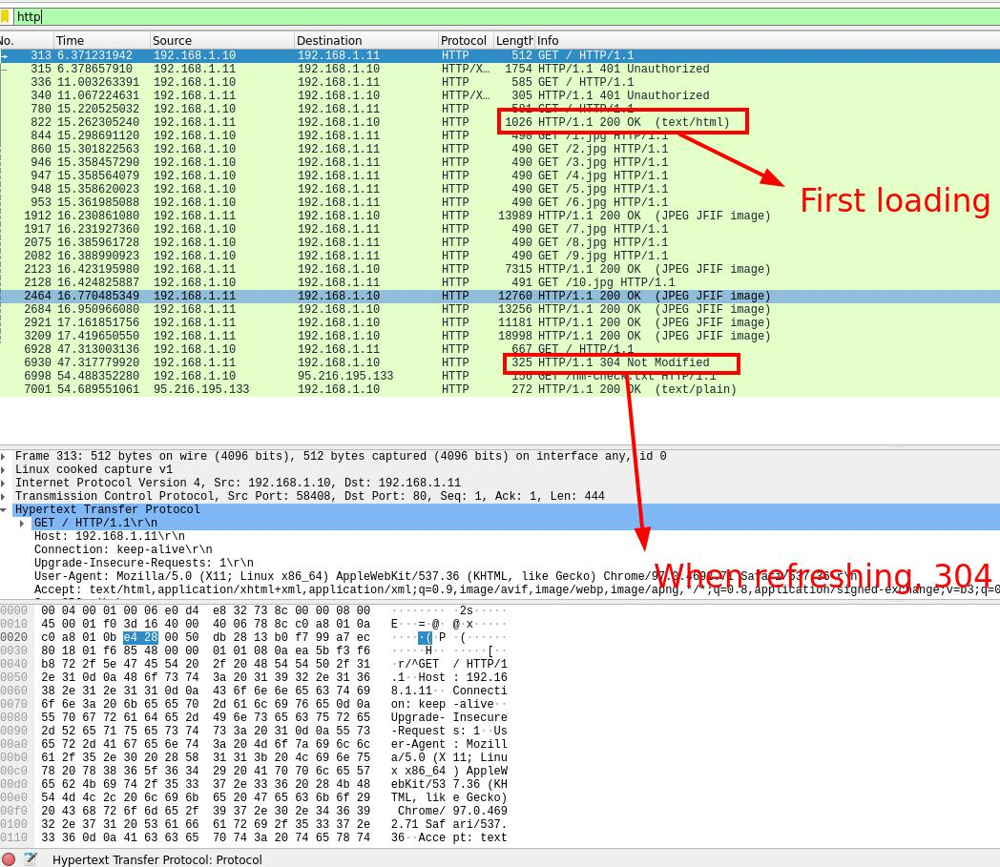 http
No. Time Source Destination Protocol Length Info
313 6.371231942 192.168.1.10 192.168.1.11 HTTP 512 GET / HTTP/1.1
315 6.378657910 192.168.1.11 192.168.1.10 HTTP/X… 1754 HTTP/1.1 401 Unauthorized
336 11.003263391 192.168.1.10 192.168.1.11 HTTP 585 GET / HTTP/1.1
340 11.067224631 192.168.1.11 192.168.1.10 HTTP/X… 305 HTTP/1.1 401 Unauthorized
780 15.220525032 192.168.1.10 192.168.1.11 HTTP 581 GET / HTTP/1.1
822 15.262305240 192.168.1.11 192.168.1.10 HTTP 1026 HTTP/1.1 200 OK (text/html)
844 15.298691120 192.168.1.10 192.168.1.11 HTTP 490 GET /1.jpg HTTP/1.1
860 15.301822563 192.168.1.10 192.168.1.11 HTTP 490 GET /2.jpg HTTP/1.1
946 15.358457290 192.168.1.10 192.168.1.11 HTTP 490 GET /3.jpg HTTP/1.1
947 15.358564079 192.168.1.10 192.168.1.11 HTTP 490 GET /4.jpg HTTP/1.1
948 15.358620023 192.168.1.10 192.168.1.11 HTTP 490 GET /5.jpg HTTP/1.1
953 15.361985088 192.168.1.10 192.168.1.11 HTTP 490 GET /6.jpg HTTP/1.1
1912 16.230861080 192.168.1.11 192.168.1.10 HTTP 13989 HTTP/1.1 200 OK (JPEG JFIF image)
1917 16.231927360 192.168.1.10 192.168.1.11 HTTP 490 GET /7.jpg HTTP/1.1
2075 16.385961728 192.168.1.10 192.168.1.11 HTTP 490 GET /8.jpg HTTP/1.1
2082 16.388990923 192.168.1.10 192.168.1.11 HTTP 490 GET /9.jpg HTTP/1.1
2123 16.423195980 192.168.1.11 192.168.1.10 HTTP 7315 HTTP/1.1 200 OK (JPEG JFIF image)
2128 16.424825887 192.168.1.10 192.168.1.11 HTTP 491 GET /10.jpg HTTP/1.1
2464 16.770485349 192.168.1.11 192.168.1.10 HTTP 12760 HTTP/1.1 200 OK (JPEG JFIF image)
2684 16.950966080 192.168.1.11 192.168.1.10 HTTP 13256 HTTP/1.1 200 OK (JPEG JFIF image)
2921 17.161851756 192.168.1.11 192.168.1.10 HTTP 11181 HTTP/1.1 200 OK (JPEG JFIF image)
3209 17.419650550 192.168.1.11 192.168.1.10 HTTP 18998 HTTP/1.1 200 OK (JPEG JFIF image)
6928 47.313003136 192.168.1.10 192.168.1.11 HTTP 667 GET / HTTP/1.1
6930 47.317779920 192.168.1.11 192.168.1.10 HTTP 325 HTTP/1.1 304 Not Modified
6998 54.488352280 192.168.1.10 95.216.195.133 HTTP 156 GET /nm-check.txt HTTP/1.1
7001 54.689551061 95.216.195.133 192.168.1.10 HTTP 272 HTTP/1.1 200 OK (text/plain)
First loading
Frame 313: 512 bytes on wire (4096 bits), 512 bytes captured (4096 bits) on interface any, id 0
Linux cooked capture v1
Internet Protocol Version 4, Src: 192.168.1.10, Dst: 192.168.1.11
Transmission Control Protocol, Src Port: 58408, Dst Port: 80, Seq: 1, Ack: 1, Len: 444
Hypertext Transfer Protocol
GET / HTTP/1.1\r\n
Host: 192.168.1.11\r\n
Connection: keep-alive\r\n
Upgrade-Insecure-Requests: 1\r\n
User-Agent: Mozilla/5.0 (X11; Linux x86_64) AppleWebKit/537.36 (KHTML, like Gecko) Chrome/97.0.4692.71 Safari/537.36\r\n
When refreshing, 304
Accept: text/html,application/xhtml+xml,application/xml;q=0.9,image/avif,image/webp,image/apng,*/*;q=0.8,application/signed-exchange;v=b3;q=0
0000 00 04 00 01 00 06 e0 d4 e8 32 73 8c 00 00 08 00 ········ ·2s·····
0010 45 00 01 f0 3d 16 40 00 40 06 78 8c c0 a8 01 0a E···=·@· @·x·····
0020 c0 a8 01 0b e4 28 00 50 db 28 13 b0 f7 99 a7 ec ·····(·P ·(······
0030 80 18 01 f6 85 48 00 00 01 01 08 0a ea 5b f3 f6 ·····H·· ·····[··
0040 b8 72 2f 5e 47 45 54 20 2f 20 48 54 54 50 2f 31 ·r/^GET / HTTP/1
0050 2e 31 0d 0a 48 6f 73 74 3a 20 31 39 32 2e 31 36 .1··Host : 192.16
0060 38 2e 31 2e 31 31 0d 0a 43 6f 6e 6e 65 63 74 69 8.1.11·· Connecti
0070 6f 6e 3a 20 6b 65 65 70 2d 61 6c 69 76 65 0d 0a on: keep -alive··
0080 55 70 67 72 61 64 65 2d 49 6e 73 65 63 75 72 65 Upgrade- Insecure
0090 2d 52 65 71 75 65 73 74 73 3a 20 31 0d 0a 55 73 -Request s: 1··Us
00a0 65 72 2d 41 67 65 6e 74 3a 20 4d 6f 7a 69 6c 6c er-Agent : Mozill
00b0 61 2f 35 2e 30 20 28 58 31 31 3b 20 4c 69 6e 75 a/5.0 (X 11; Linu
00c0 78 20 78 38 36 5f 36 34 29 20 41 70 70 6c 65 57 x x86_64 ) AppleW
00d0 65 62 4b 69 74 2f 35 33 37 2e 33 36 20 28 4b 48 ebKit/53 7.36 (KH
00e0 54 4d 4c 2c 20 6c 69 6b 65 20 47 65 63 6b 6f 29 TML, lik e Gecko)
00f0 20 43 68 72 6f 6d 65 2f 39 37 2e 30 2e 34 36 39 Chrome/ 97.0.469
0100 32 2e 37 31 20 53 61 66 61 72 69 2f 35 33 37 2e 2.71 Saf ari/537.
0110 33 36 0d 0a 41 63 63 65 70 74 3a 20 74 65 78 74 36··Acce pt: text
Hypertext Transfer Protocol: Protocol